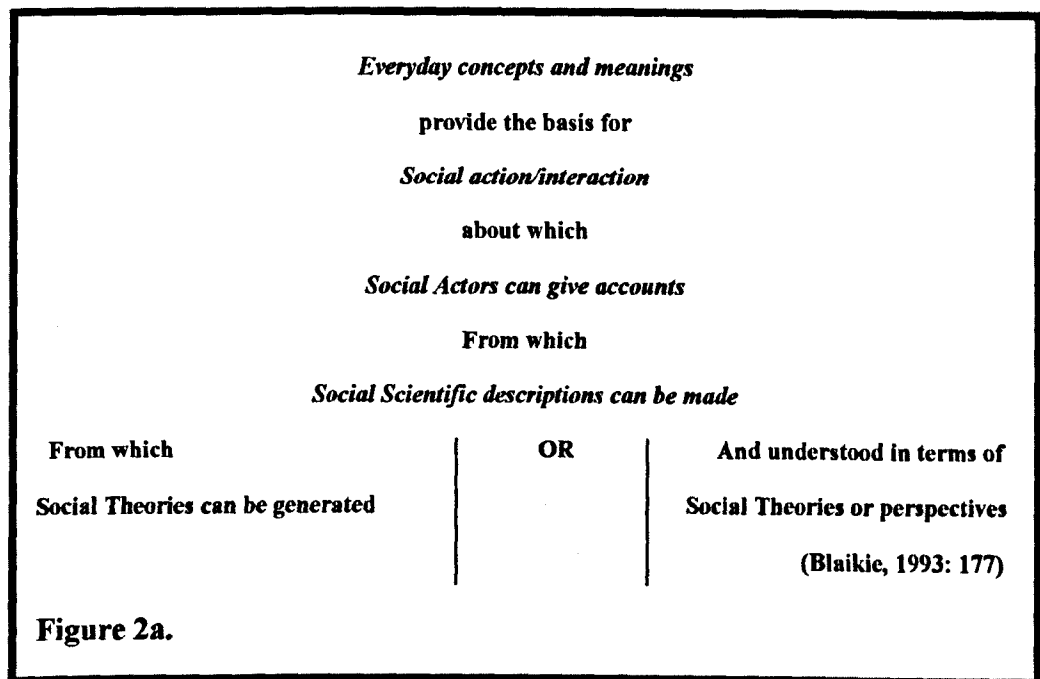 Everyday concepts and meanings
provide the basis for
Social action/interaction
about which
Social Actors can give accounts
From which
Social Scientific descriptions can be made
From which
Social Theories can be generated
OR
And understood in terms of
Social Theories or perspectives
(Blaikie, 1993: 177)
Figure 2a.